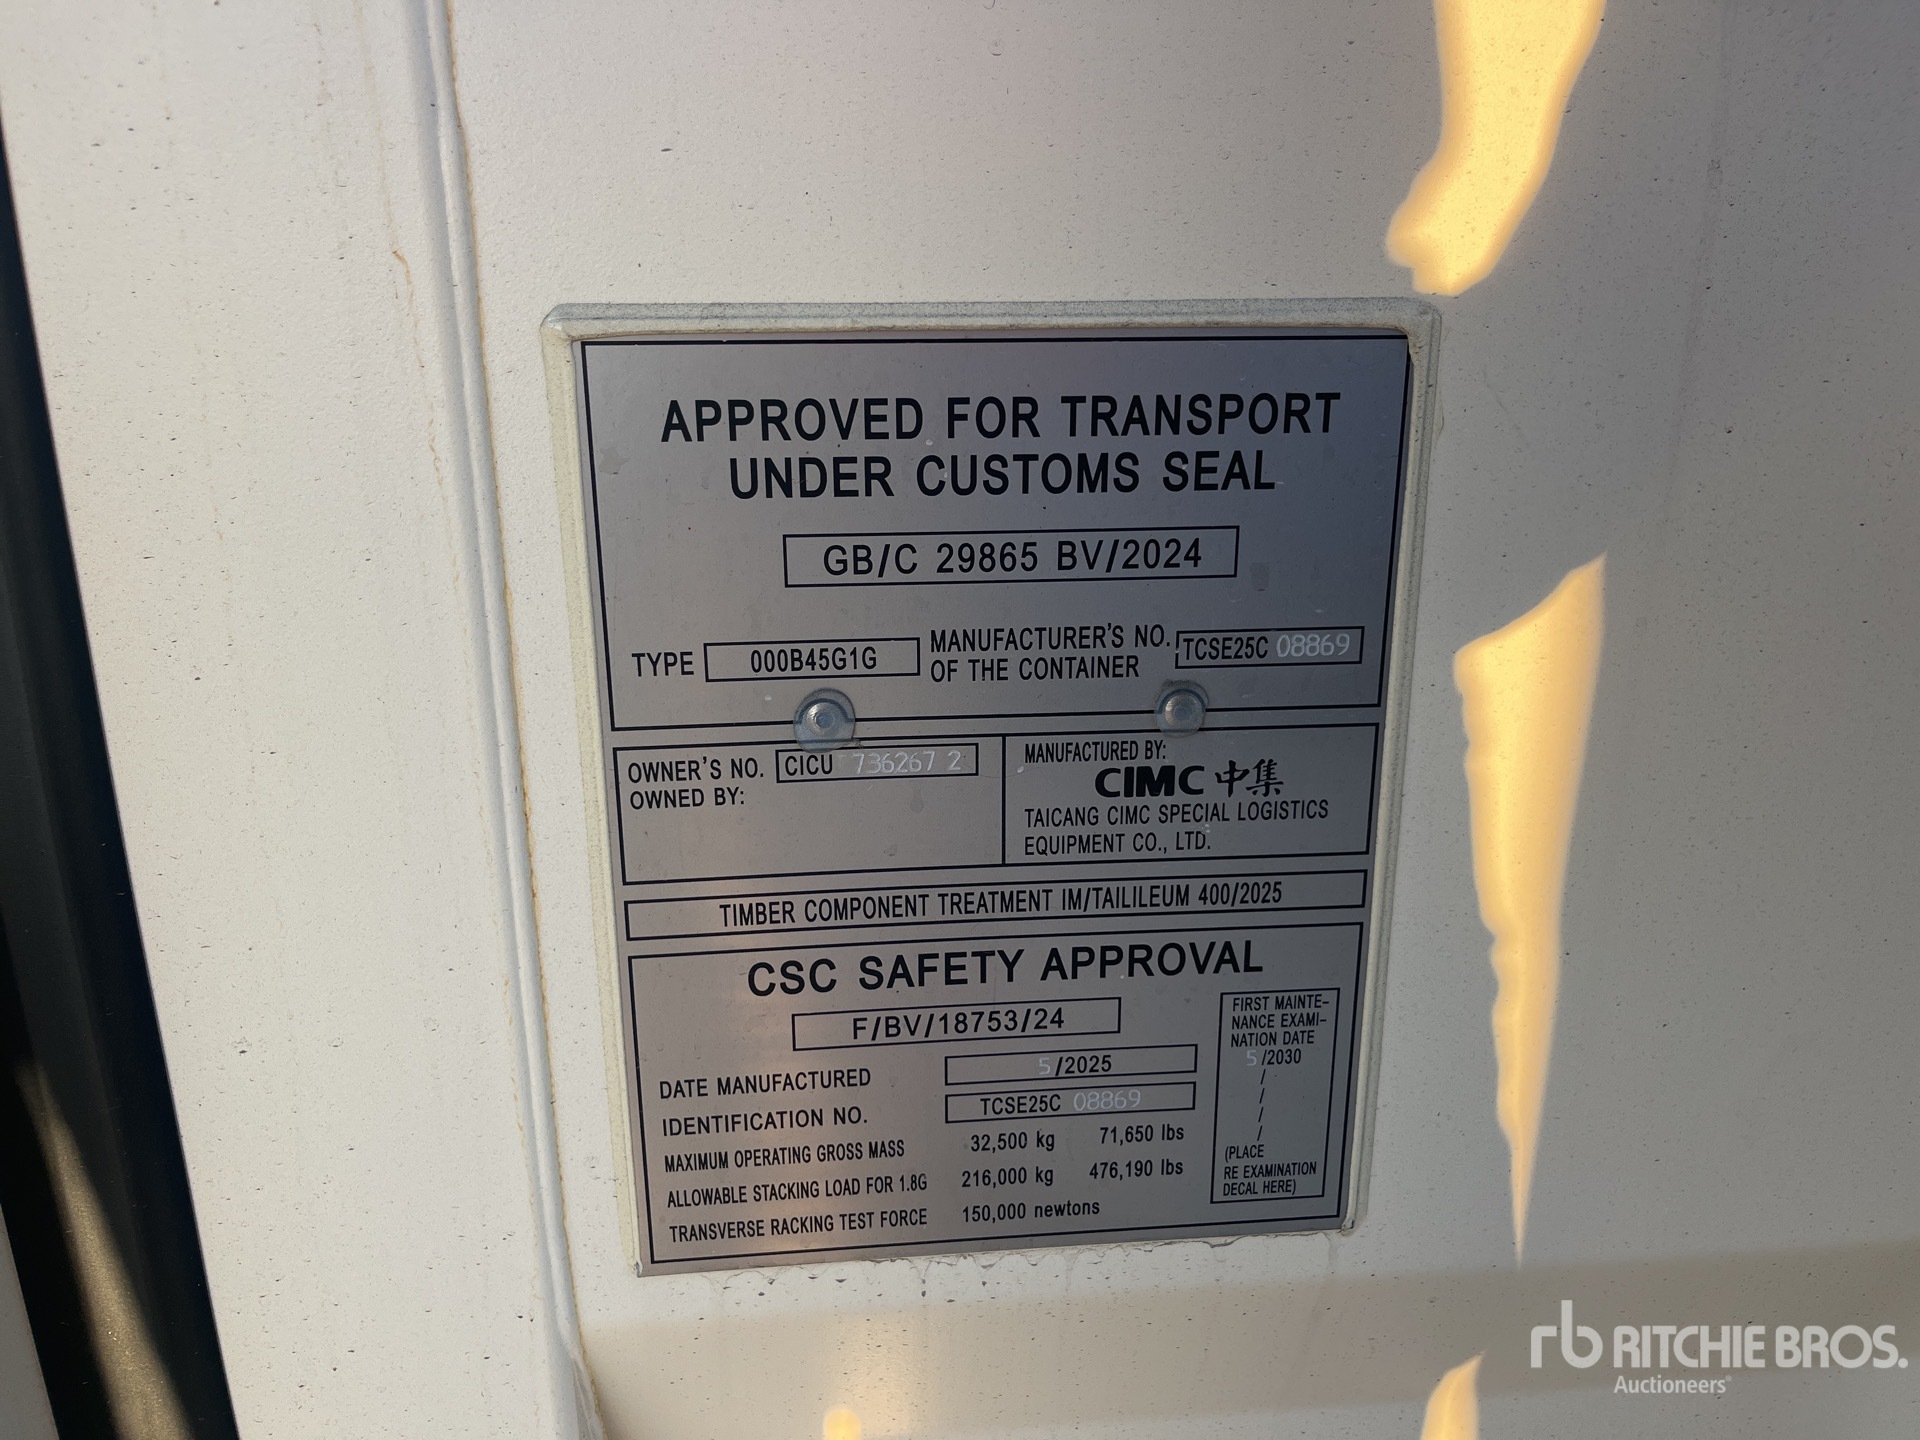 APPROVED FOR TRANSPORT
UNDER CUSTOMS SEAL
GB/C 29865 BV/2024
TYPE 000B45G1G
MANUFACTURER'S NO.
OF THE CONTAINER
TCSE25C 08869
OWNER'S NO. CICU 736267 2
OWNED BY:
MANUFACTURED BY:
CIMC 中集
TAICANG CIMC SPECIAL LOGISTICS
EQUIPMENT CO., LTD.
TIMBER COMPONENT TREATMENT IM/TAILILEUM 400/2025
CSC SAFETY APPROVAL
F/BV/18753/24
DATE MANUFACTURED 5/2025
IDENTIFICATION NO. TCSE25C 08869
MAXIMUM OPERATING GROSS MASS 32,500 kg 71,650 lbs
ALLOWABLE STACKING LOAD FOR 1.8G 216,000 kg 476,190 lbs
TRANSVERSE RACKING TEST FORCE 150,000 newtons
FIRST MAINTE-
NANCE EXAMI-
NATION DATE
5/2030
/
/
/
/
(PLACE
RE EXAMINATION
DECAL HERE)
rb RITCHIE BROS.
Auctioneers